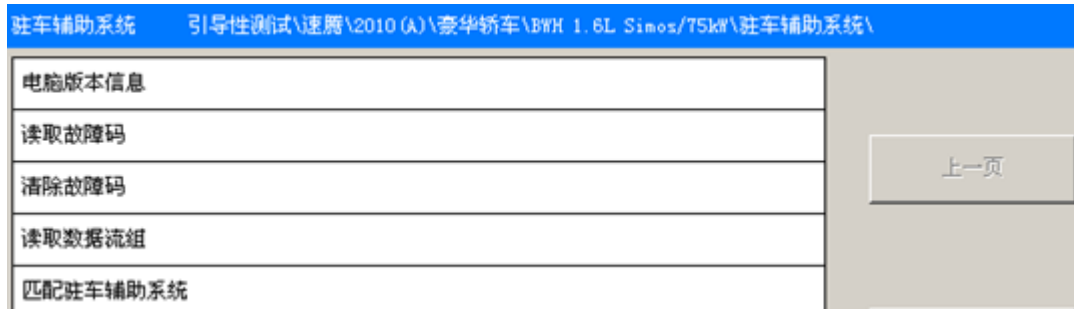 驻车辅助系统 引导性测试\速腾\2010(A)\豪华轿车\BWH 1.6L Simos/75kW\驻车辅助系统\
电脑版本信息
读取故障码
清除故障码
上一页
读取数据流组
匹配驻车辅助系统